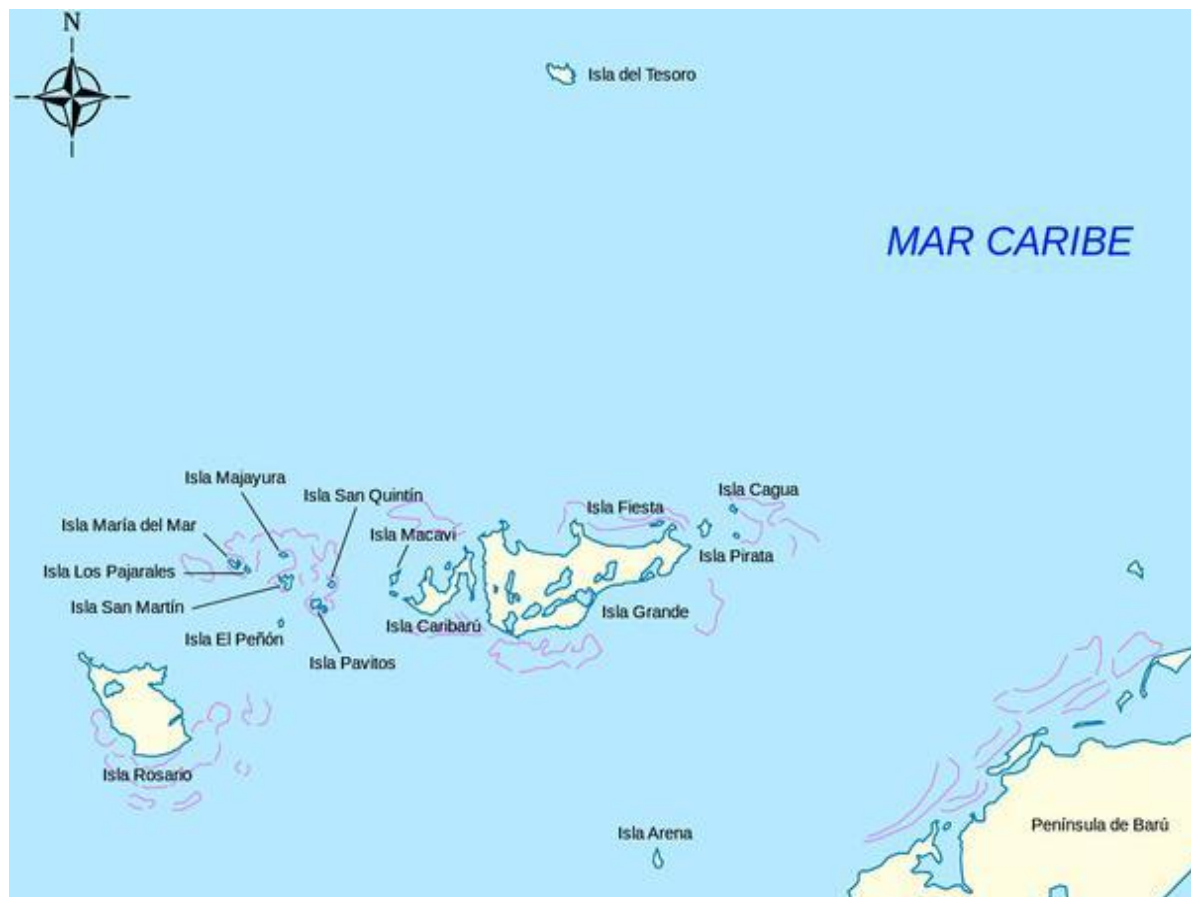 N
Isla del Tesoro
MAR CARIBE
Isla Majayura
Isla San Quintín
Isla Cagua
Isla Fiesta
Isla María del Mar
Isla Macavi
Isla Pirata
Isla Los Pajarales
Isla San Martín
Isla Grande
Isla Caribarú
Isla El Peñón
Isla Pavitos
Isla Rosario
Península de Barú
Isla Arena